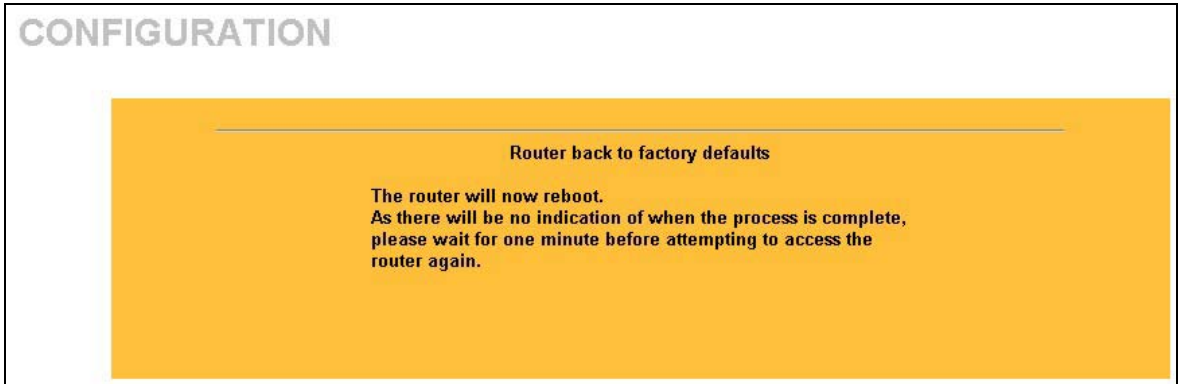 CONFIGURATION
Router back to factory defaults
The router will now reboot.
As there will be no indication of when the process is complete,
please wait for one minute before attempting to access the
router again.